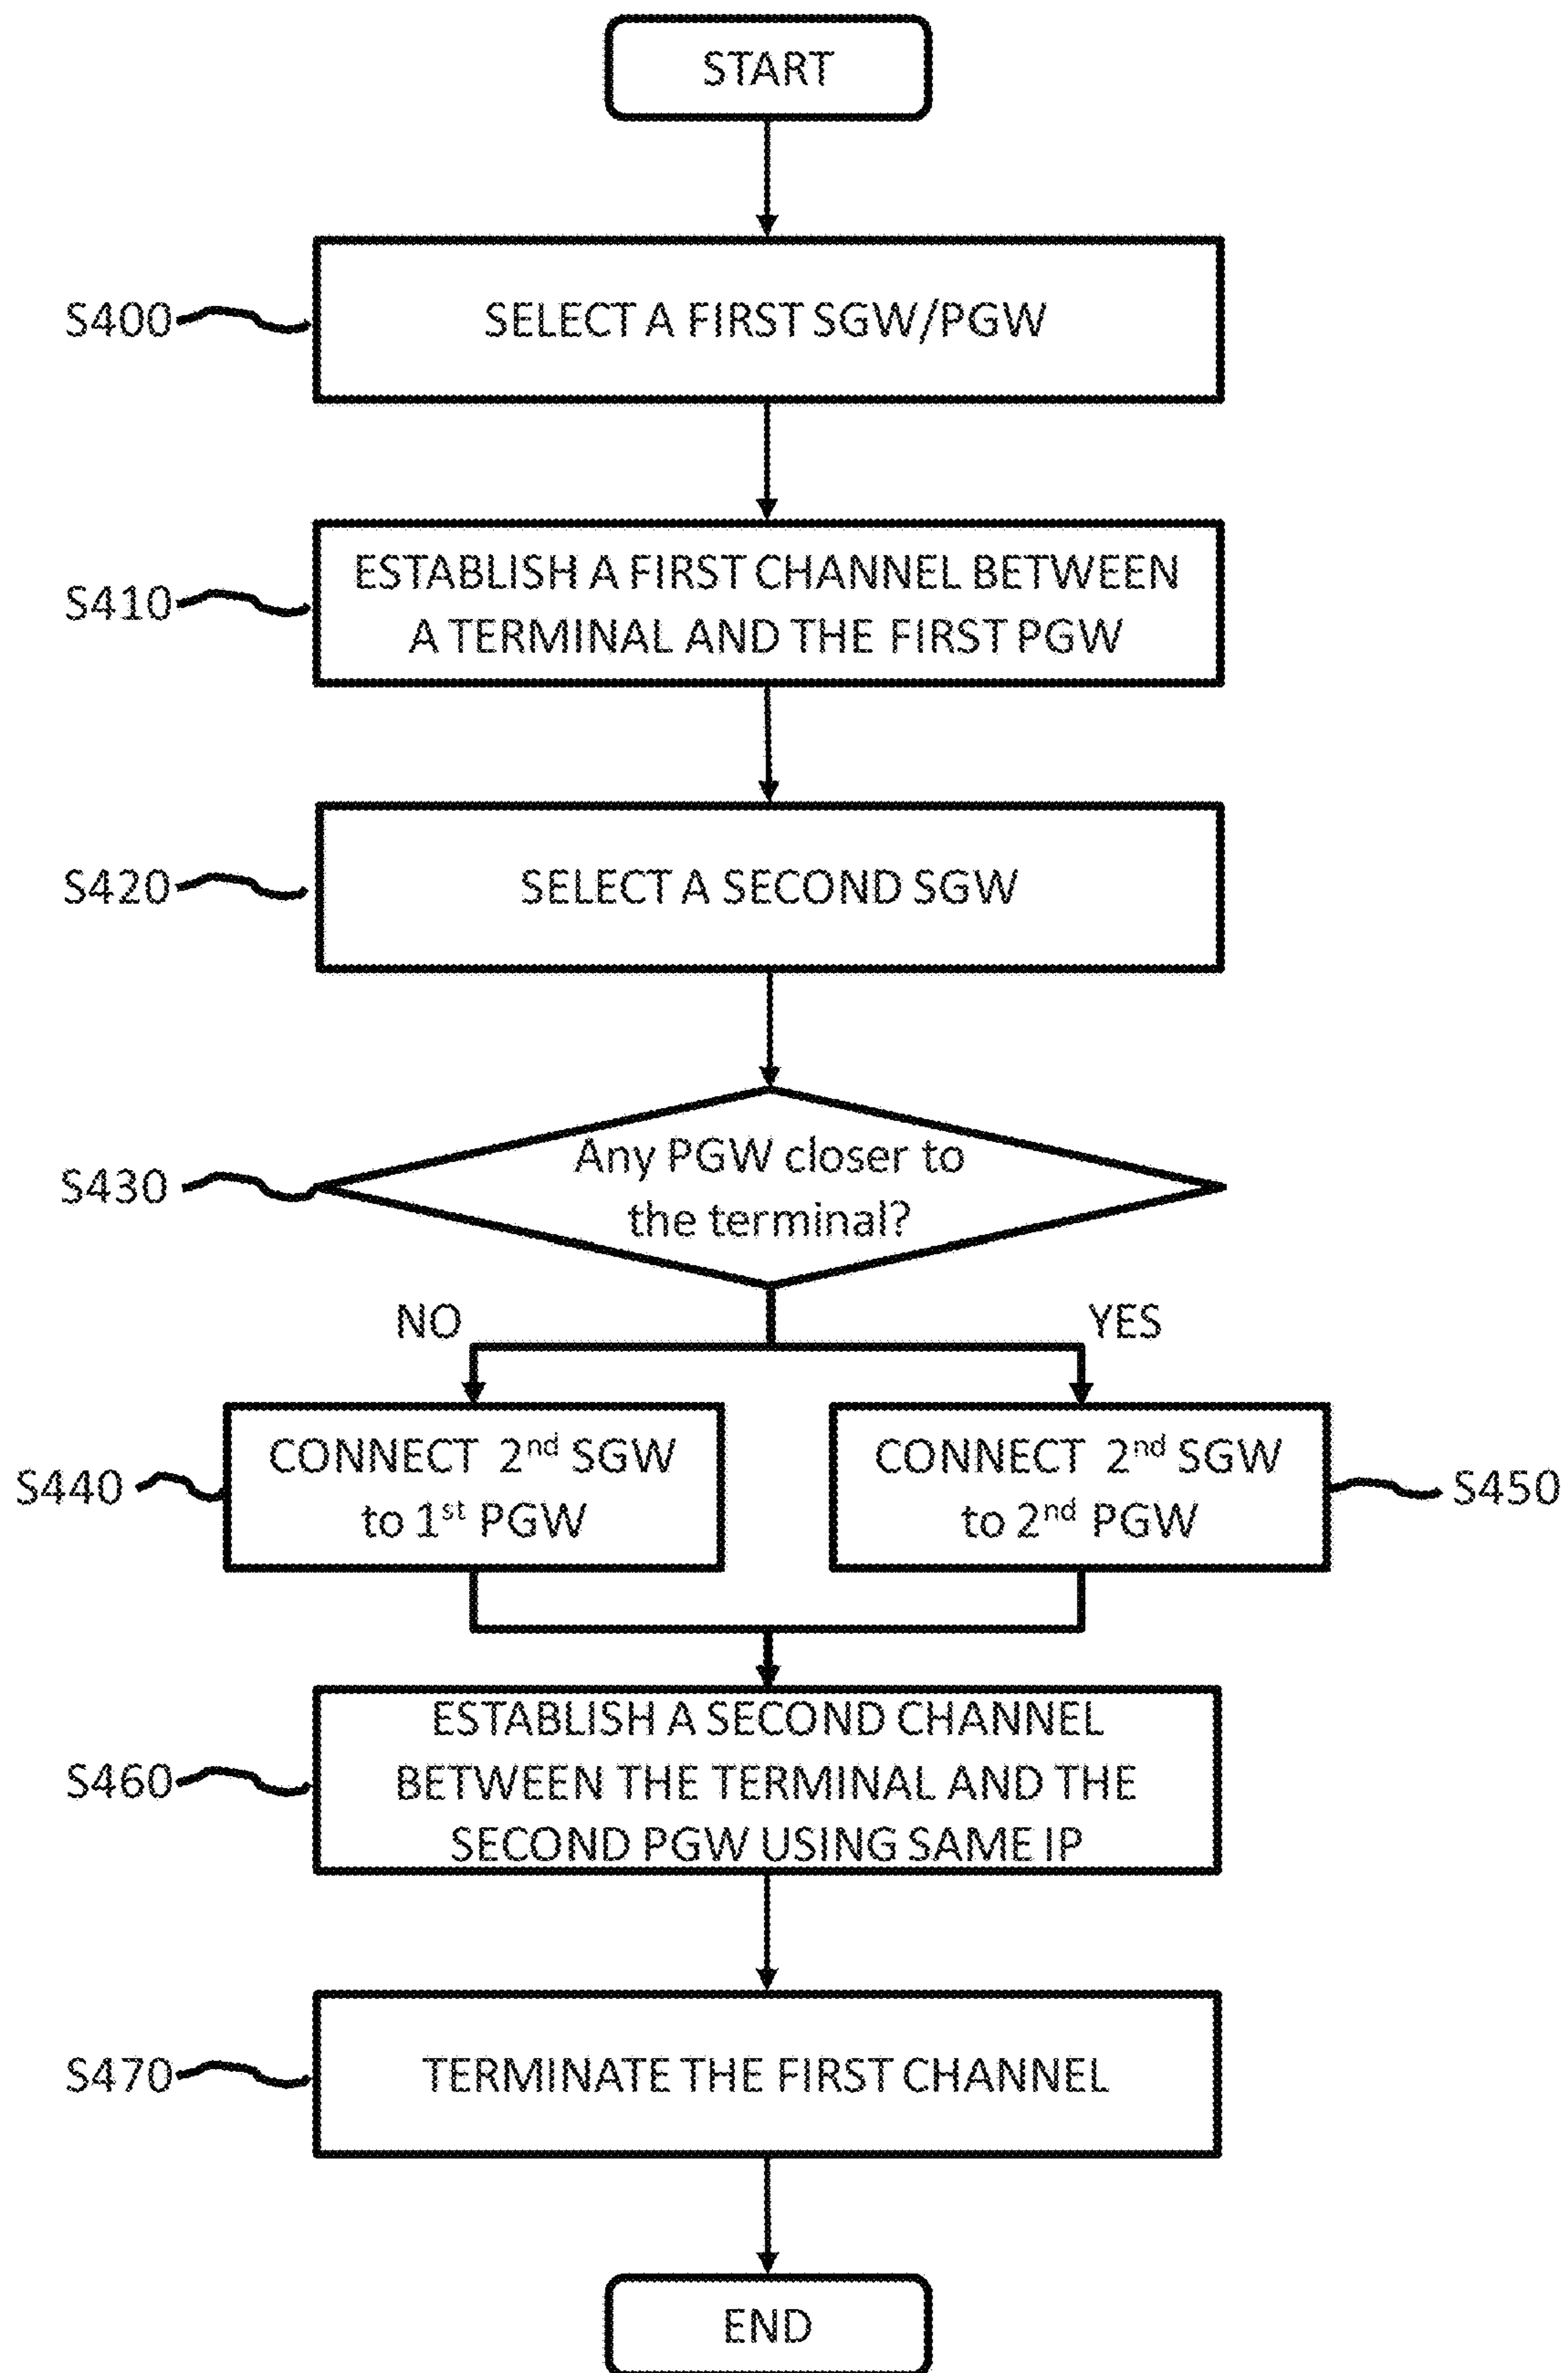 START
S400
SELECT A FIRST SGW/PGW
S410
ESTABLISH A FIRST CHANNEL BETWEEN
A TERMINAL AND THE FIRST PGW
S420
SELECT A SECOND SGW
S430
Any PGW closer to
the terminal?
NO
YES
S440
CONNECT 2nd SGW
to 1st PGW
CONNECT 2nd SGW
to 2nd PGW
S450
S460
ESTABLISH A SECOND CHANNEL
BETWEEN THE TERMINAL AND THE
SECOND PGW USING SAME IP
S470
TERMINATE THE FIRST CHANNEL
END